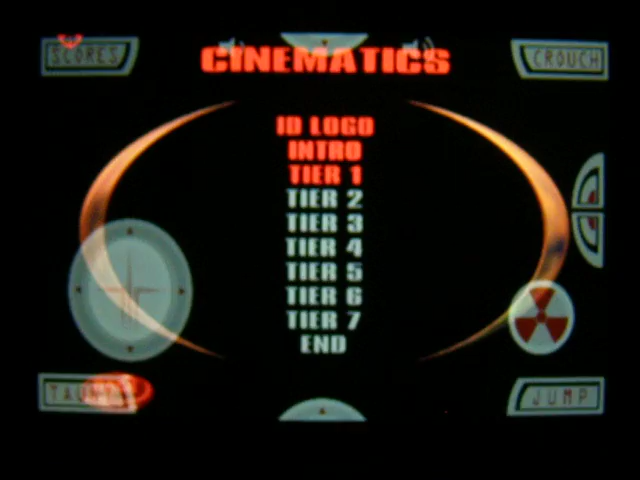 SCORES
CINEMATICS
CROUCH
ID LOGO
INTRO
TIER 1
TIER 2
TIER 3
TIER 4
TIER 5
TIER 6
TIER 7
END
JUMP